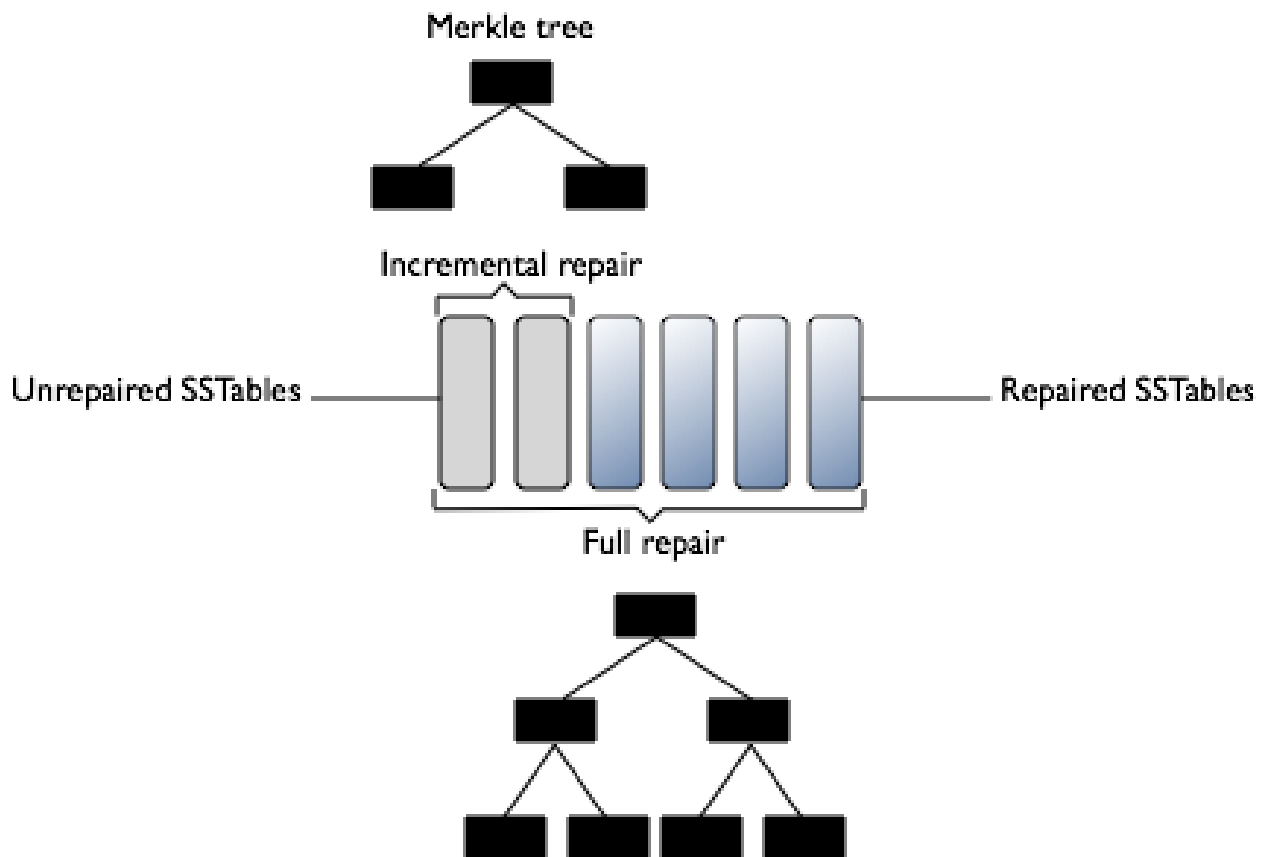 Merkle tree
Incremental repair
Unrepaired SSTables
Repaired SSTables
Full repair